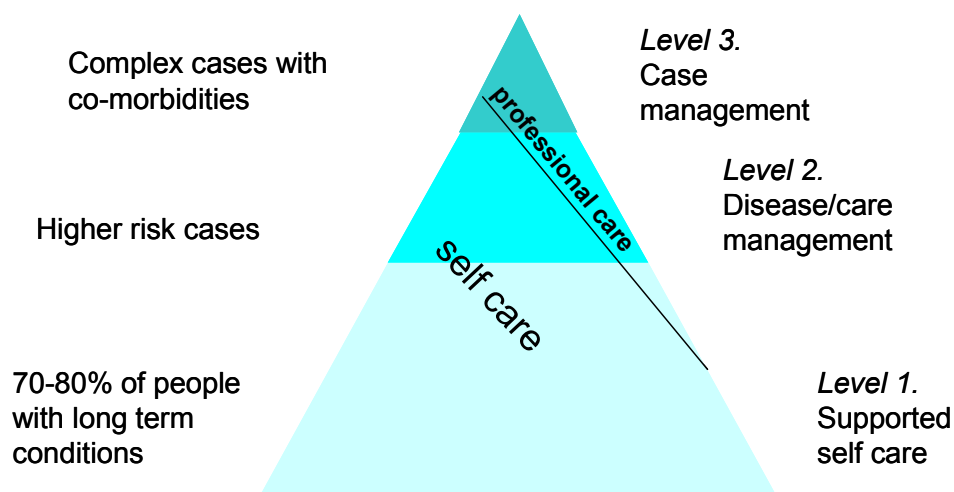 Complex cases with
co-morbidities
Level 3.
Case
management
professional care
Level 2.
Disease/care
management
Higher risk cases
self care
70-80% of people
with long term
conditions
Level 1.
Supported
self care